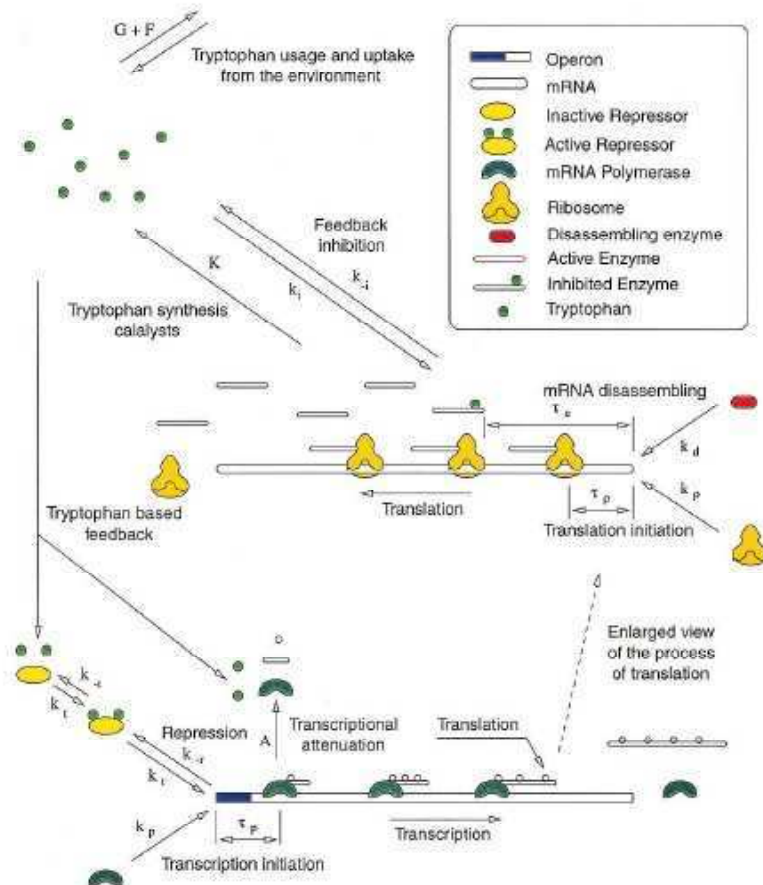 G + F
Tryptophan usage and uptake
from the environment
Operon
mRNA
Inactive Repressor
Active Repressor
mRNA Polymerase
Ribosome
Disassembling enzyme
Active Enzyme
Inhibited Enzyme
Tryptophan
Feedback
inhibition
K
k i
k -i
Tryptophan synthesis
catalysts
mRNA disassembling
τ e
k d
k ρ
τ ρ
Translation
Translation initiation
Tryptophan based
feedback
Enlarged view
of the process
of translation
k -t
k t
Repression
k -r
A
Transcriptional
attenuation
Translation
k p
τ p
Transcription
Transcription initiation